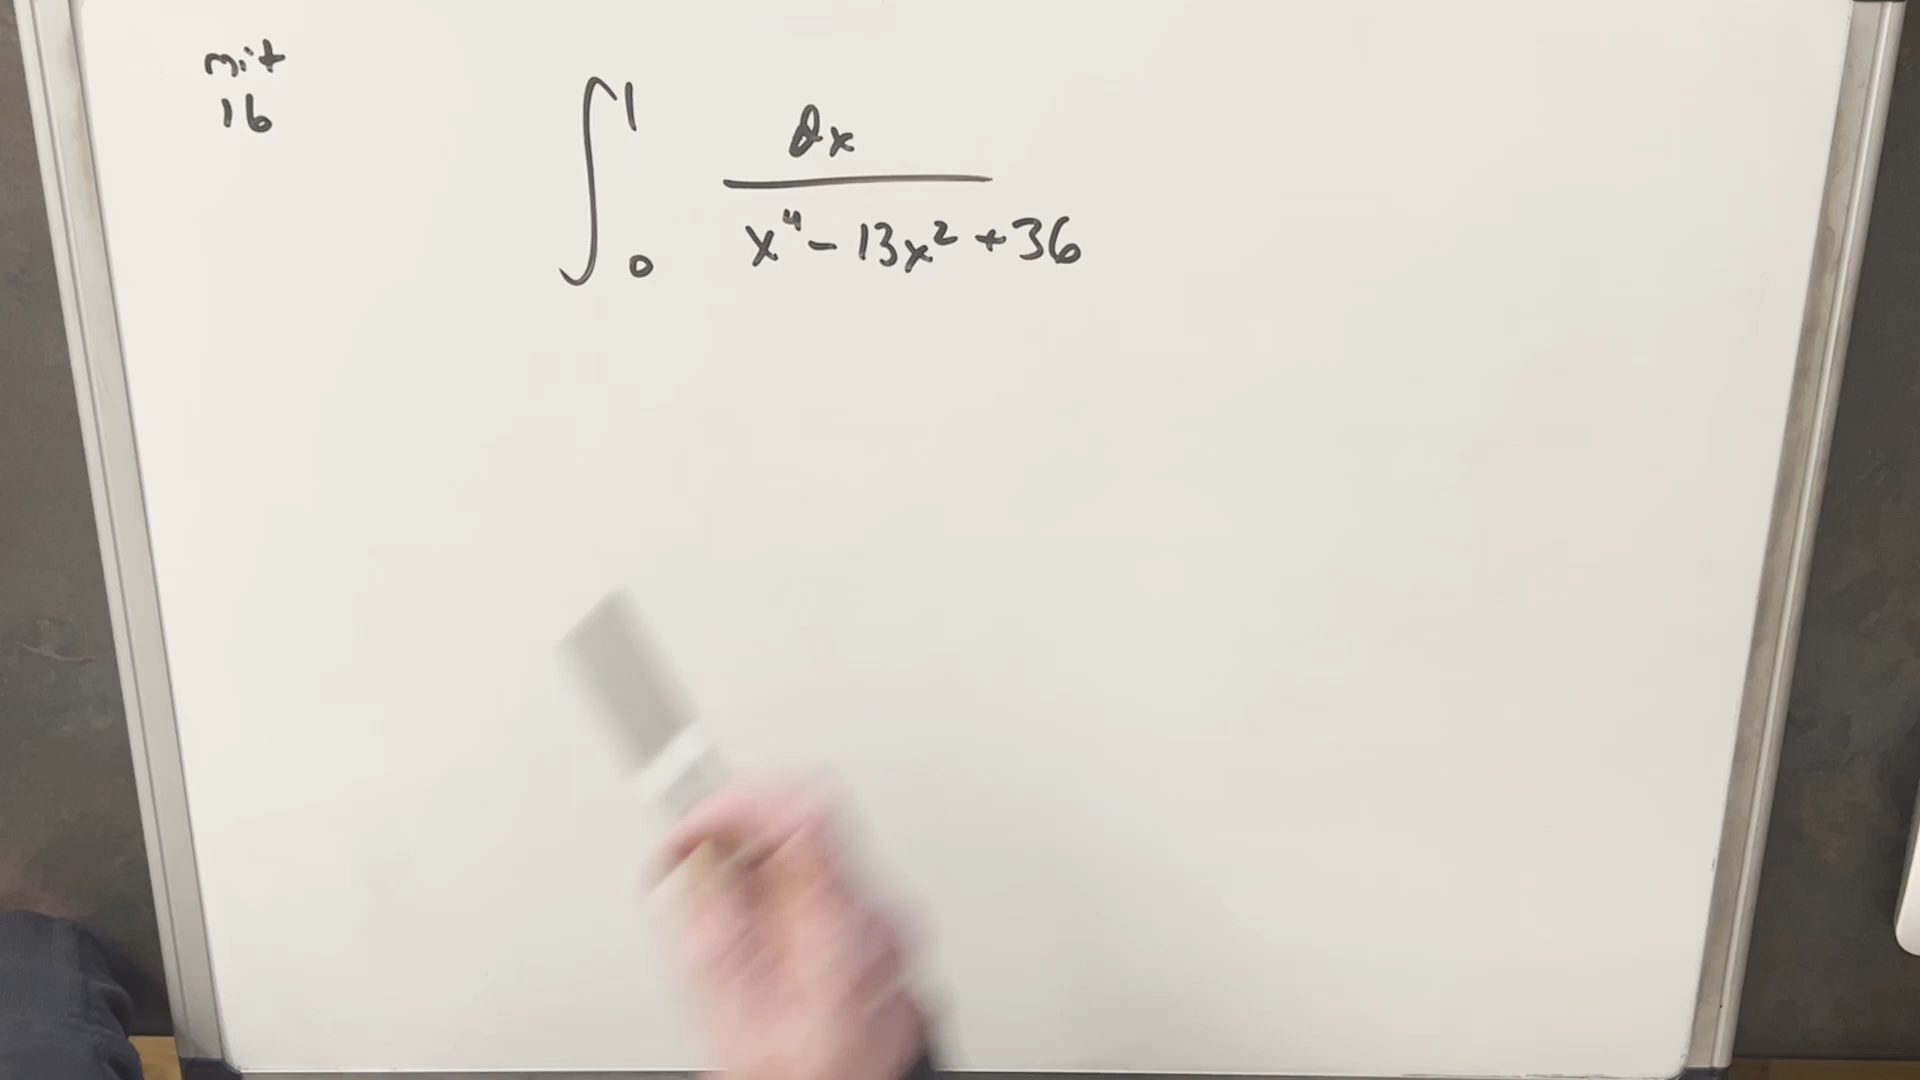 mit
16
∫₀¹ dx / (x⁴ - 13x² + 36)